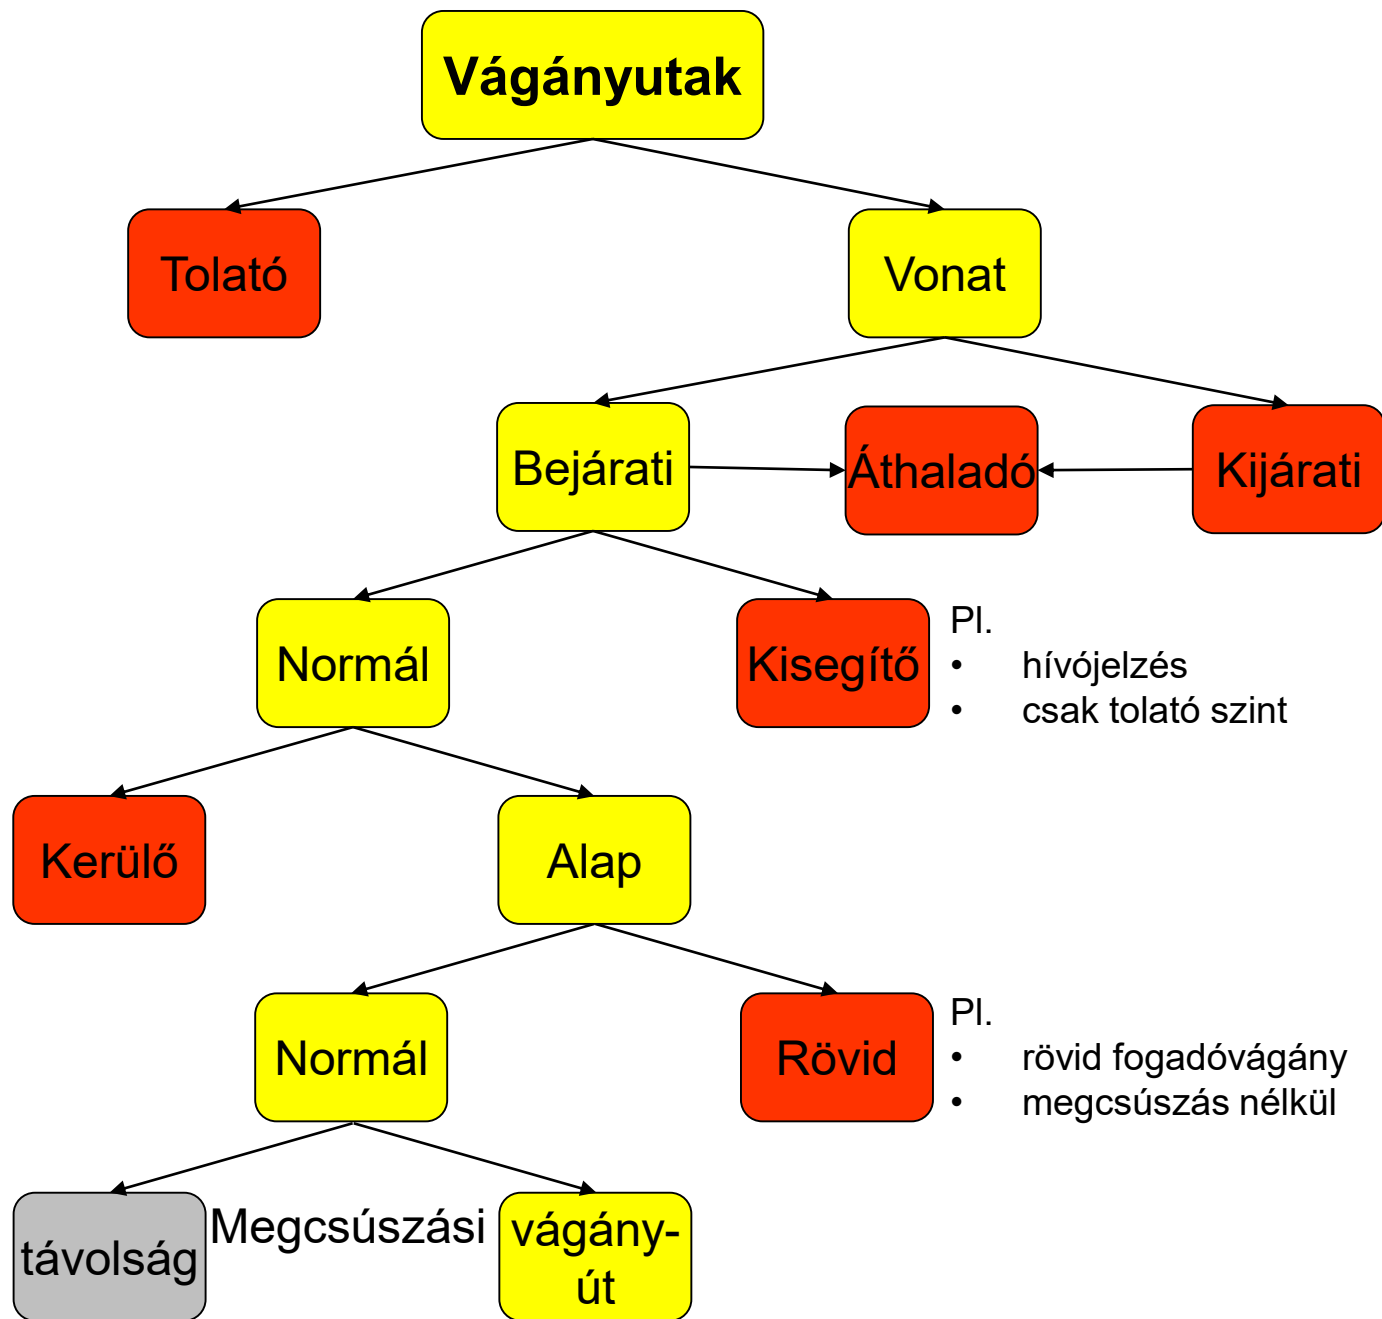 Vágányutak
Tolató
Vonat
Bejárati
Áthaladó
Kijárati
Normál
Kisegítő
Pl.
• hívójelzés
• csak tolató szint
Kerülő
Alap
Normál
Rövid
Pl.
• rövid fogadóvágány
• megcsúszás nélkül
távolság
Megcsúszási
vágány-
út